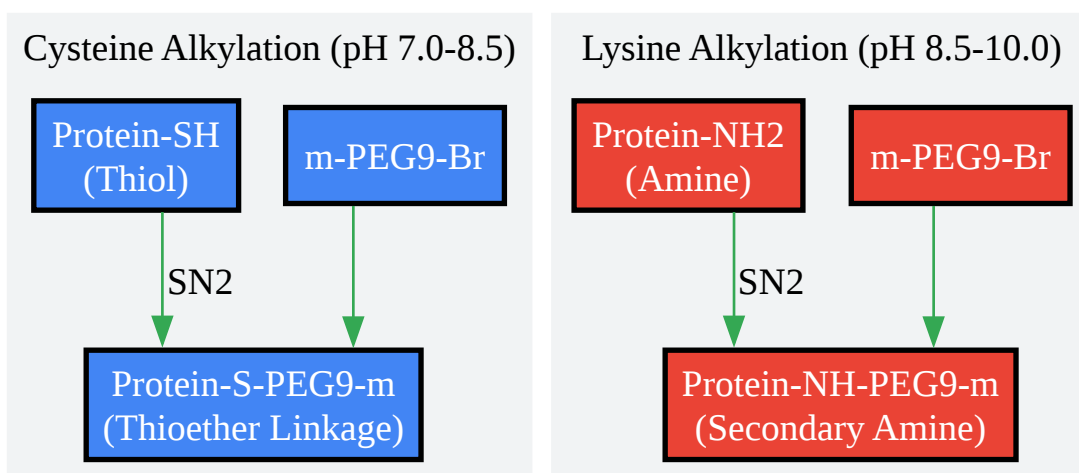 Cysteine Alkylation (pH 7.0-8.5)
Protein-SH
(Thiol)
m-PEG9-Br
SN2
Protein-S-PEG9-m
(Thioether Linkage)
Lysine Alkylation (pH 8.5-10.0)
Protein-NH2
(Amine)
m-PEG9-Br
SN2
Protein-NH-PEG9-m
(Secondary Amine)